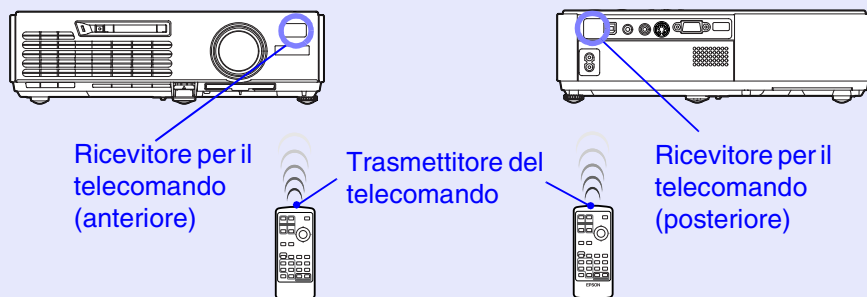 Ricevitore per il
telecomando
(anteriore)
Trasmettitore del
telecomando
Ricevitore per il
telecomando
(posteriore)
EPSON